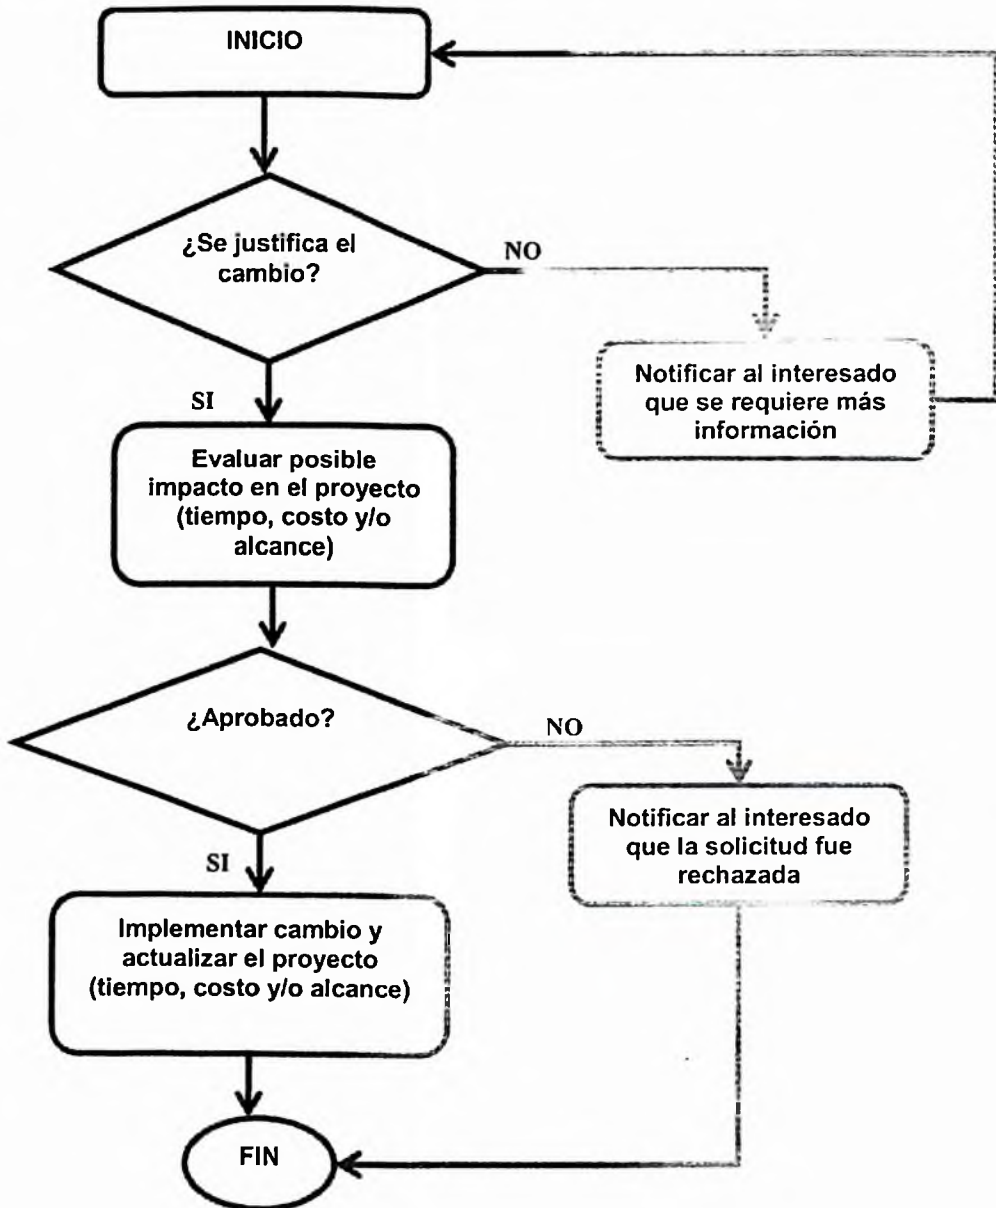 INICIO
¿Se justifica el
cambio?
NO
Notificar al interesado
que se requiere más
información
SI
Evaluar posible
impacto en el proyecto
(tiempo, costo y/o
alcance)
¿Aprobado?
NO
Notificar al interesado
que la solicitud fue
rechazada
SI
Implementar cambio y
actualizar el proyecto
(tiempo, costo y/o alcance)
FIN